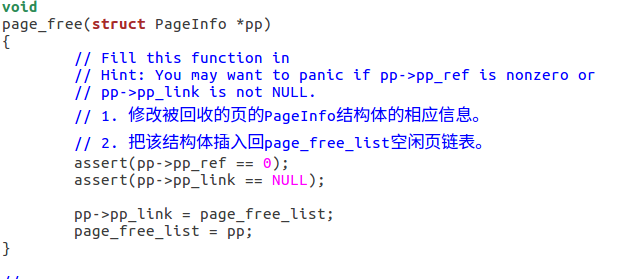 void
page_free(struct PageInfo *pp)
{
        // Fill this function in
        // Hint: You may want to panic if pp->pp_ref is nonzero or
        // pp->pp_link is not NULL.
        // 1. 修改被回收的页的PageInfo结构体的相应信息。
        // 2. 把该结构体插入回page_free_list空闲页链表。
        assert(pp->pp_ref == 0);
        assert(pp->pp_link == NULL);

        pp->pp_link = page_free_list;
        page_free_list = pp;
}
//